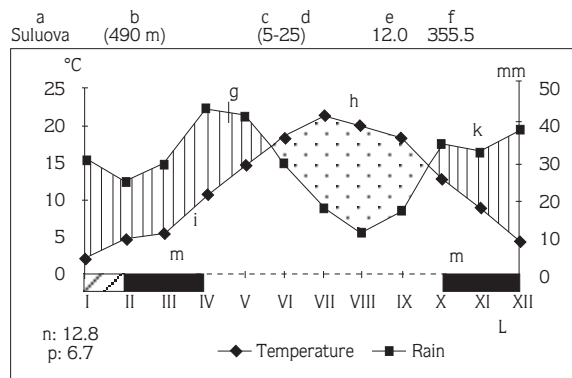 a b c d e f
Suluova (490 m) (5-25) 12.0 355.5
°C mm
25 50
20 40
15 30
10 20
5 10
0 0
g h k
i
m m
I II III IV V VI VII VIII IX X XI XII
L
n: 12.8
p: 6.7
Temperature Rain